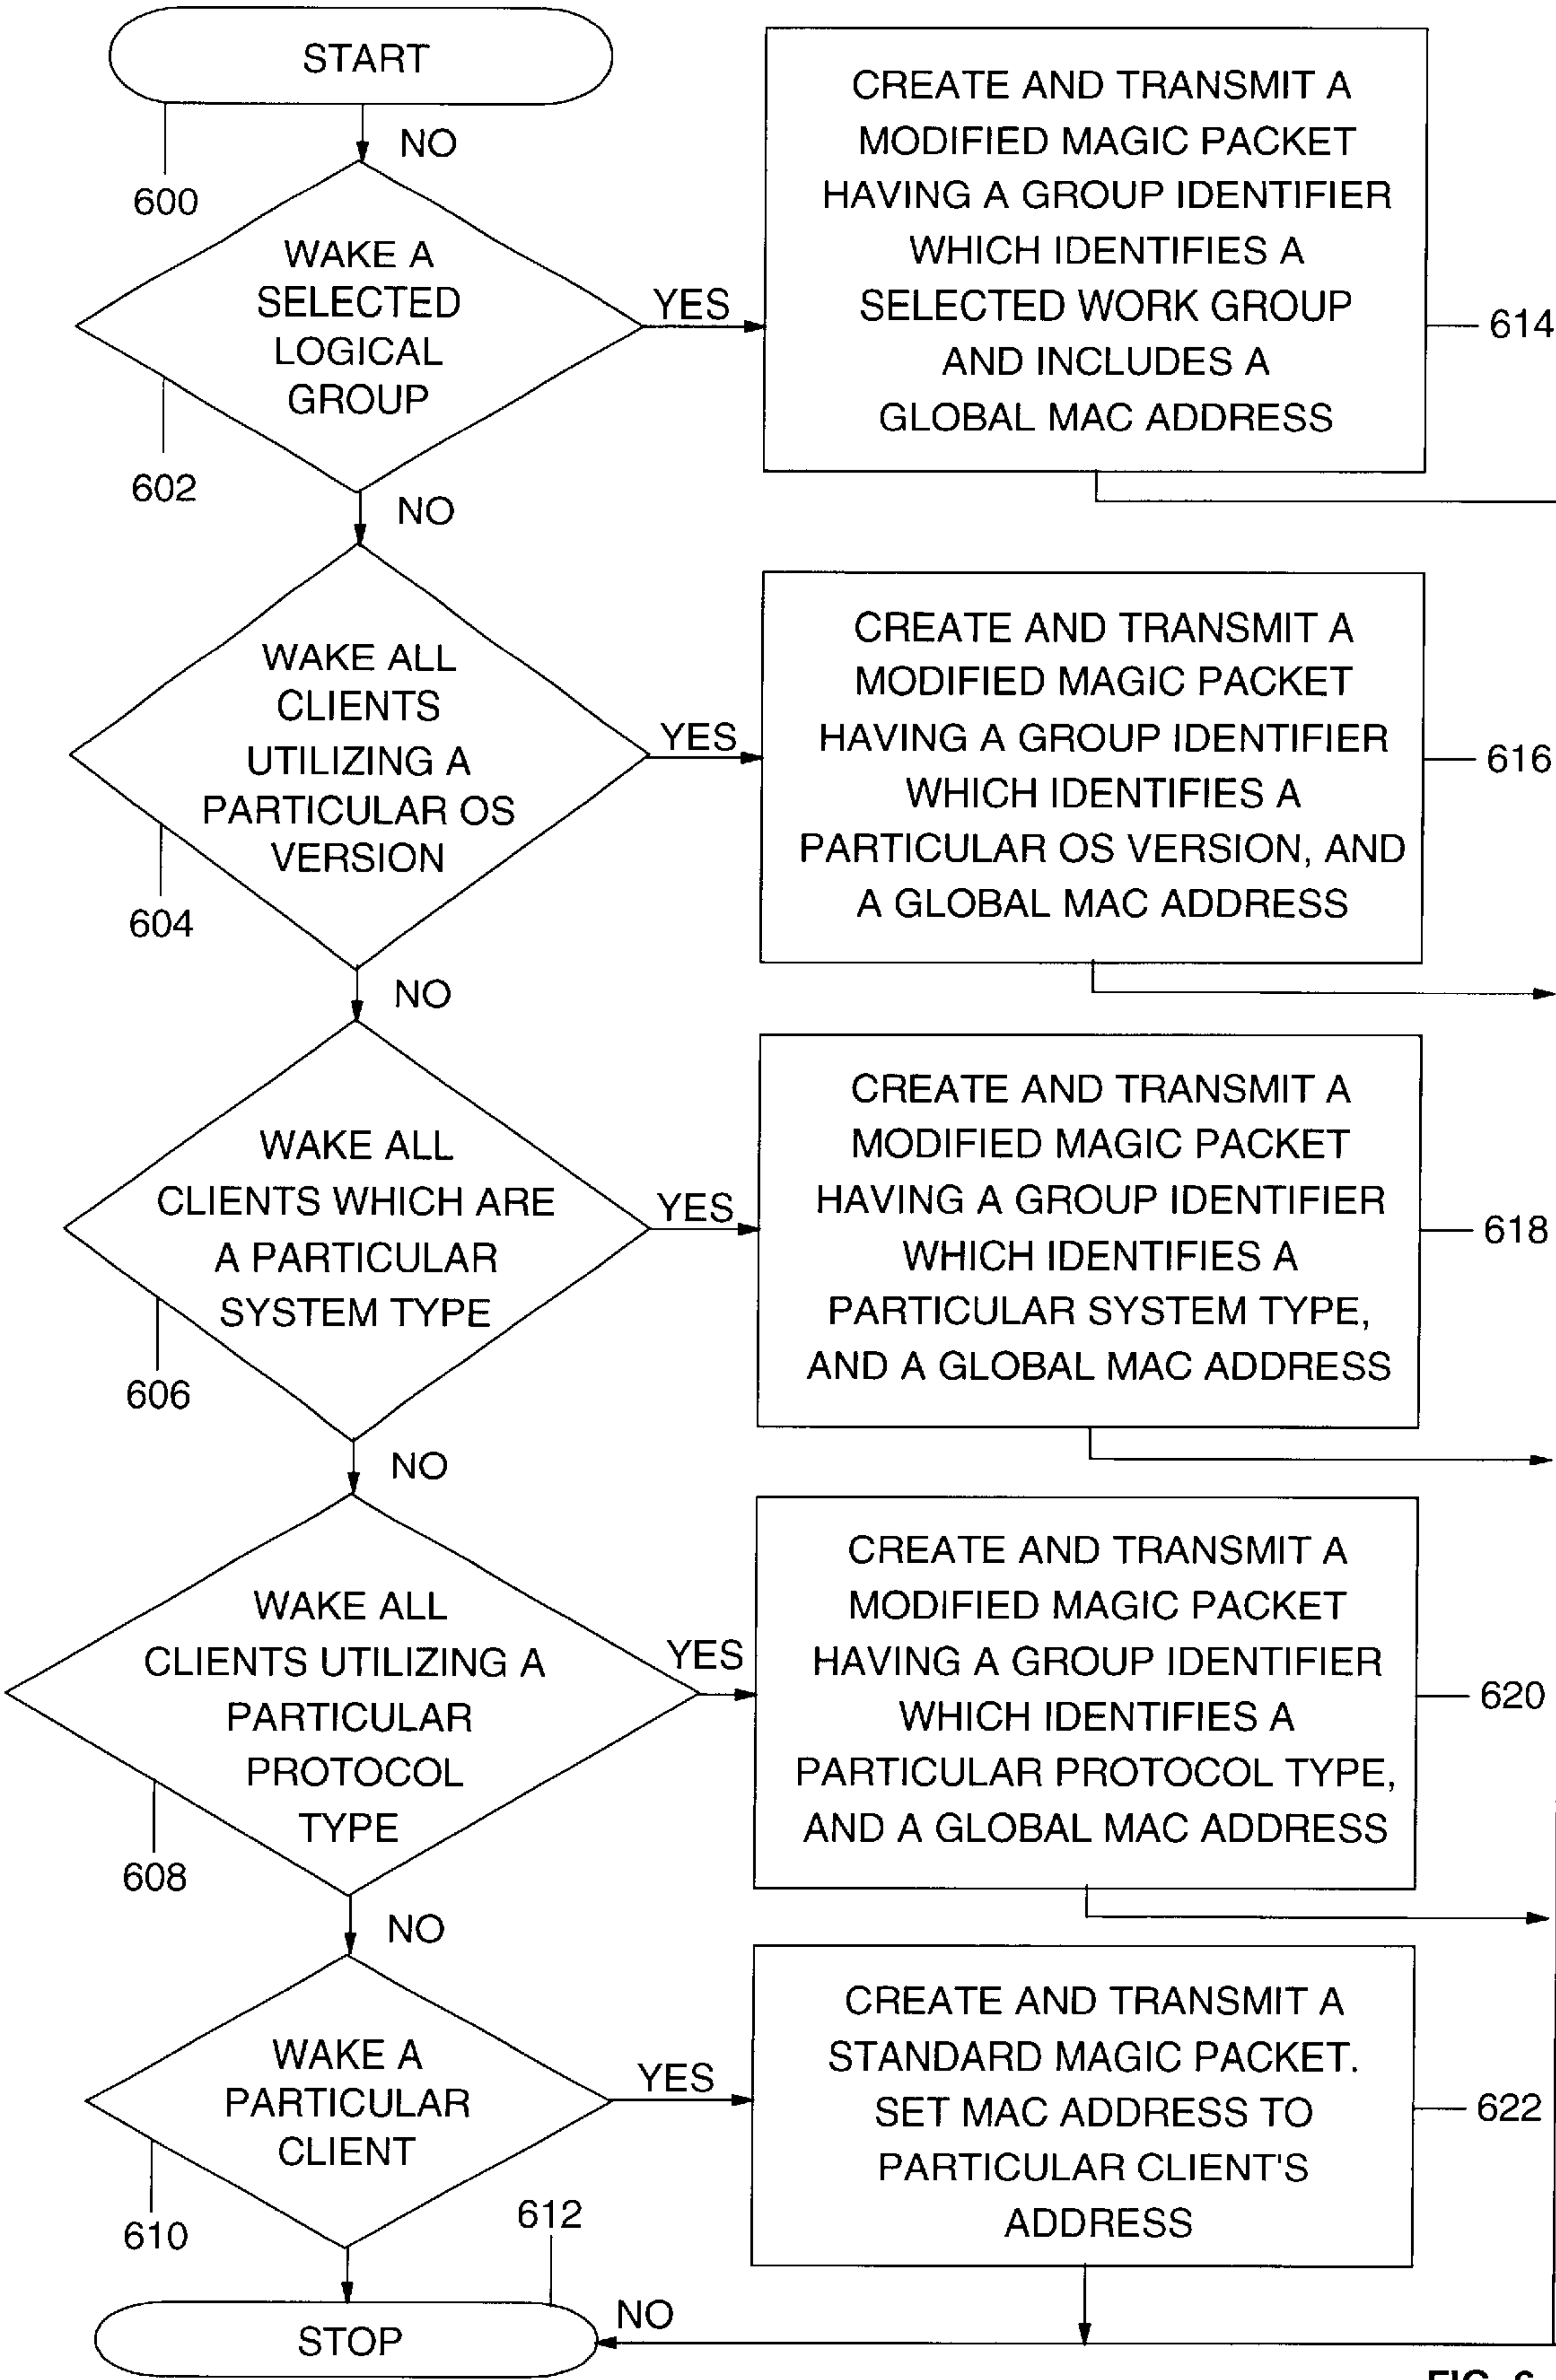 START
NO
600
WAKE A
SELECTED
LOGICAL
GROUP
YES
602
CREATE AND TRANSMIT A
MODIFIED MAGIC PACKET
HAVING A GROUP IDENTIFIER
WHICH IDENTIFIES A
SELECTED WORK GROUP
AND INCLUDES A
GLOBAL MAC ADDRESS
614
NO
WAKE ALL
CLIENTS
UTILIZING A
PARTICULAR OS
VERSION
YES
604
CREATE AND TRANSMIT A
MODIFIED MAGIC PACKET
HAVING A GROUP IDENTIFIER
WHICH IDENTIFIES A
PARTICULAR OS VERSION, AND
A GLOBAL MAC ADDRESS
616
NO
WAKE ALL
CLIENTS WHICH ARE
A PARTICULAR
SYSTEM TYPE
YES
606
CREATE AND TRANSMIT A
MODIFIED MAGIC PACKET
HAVING A GROUP IDENTIFIER
WHICH IDENTIFIES A
PARTICULAR SYSTEM TYPE,
AND A GLOBAL MAC ADDRESS
618
NO
WAKE ALL
CLIENTS UTILIZING A
PARTICULAR
PROTOCOL
TYPE
YES
608
CREATE AND TRANSMIT A
MODIFIED MAGIC PACKET
HAVING A GROUP IDENTIFIER
WHICH IDENTIFIES A
PARTICULAR PROTOCOL TYPE,
AND A GLOBAL MAC ADDRESS
620
NO
WAKE A
PARTICULAR
CLIENT
YES
610
CREATE AND TRANSMIT A
STANDARD MAGIC PACKET.
SET MAC ADDRESS TO
PARTICULAR CLIENT'S
ADDRESS
622
612
STOP
NO